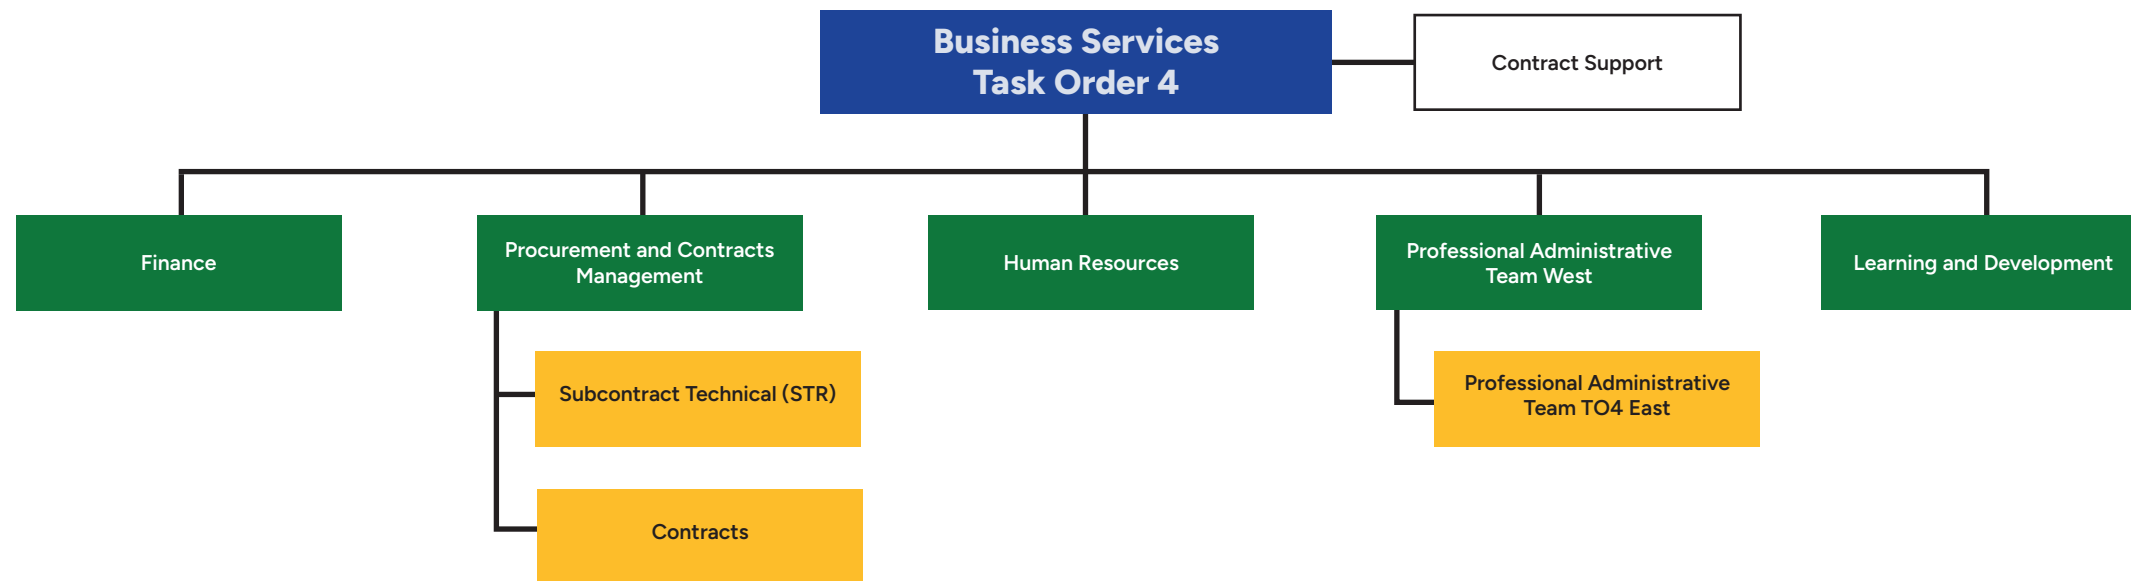 Business Services
Task Order 4
Contract Support
Finance
Procurement and Contracts
Management
Human Resources
Professional Administrative
Team West
Learning and Development
Subcontract Technical (STR)
Professional Administrative
Team TO4 East
Contracts